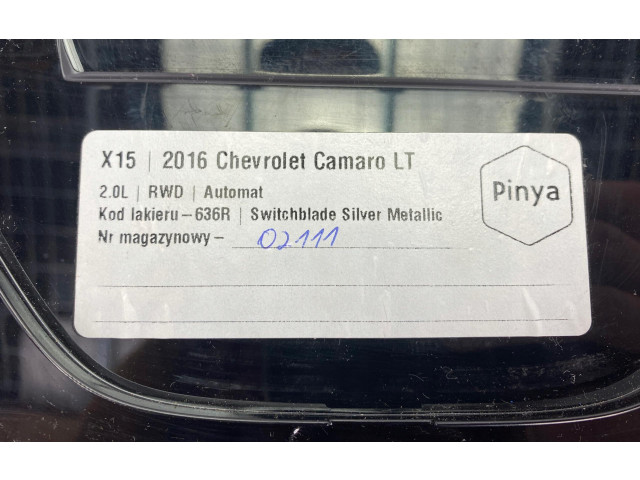 X15 | 2016 Chevrolet Camaro LT
2.0L | RWD | Automat
Kod lakieru-636R | Switchblade Silver Metallic
Nr magazynowy- 02111
Pinya